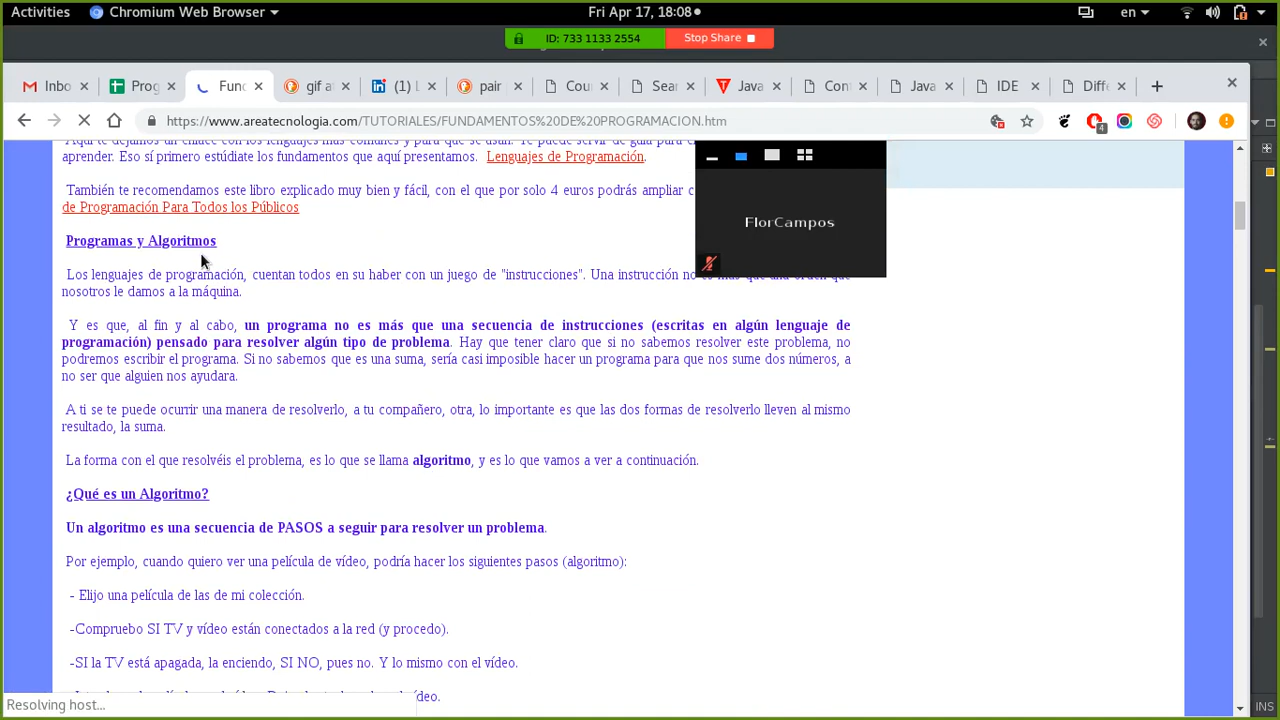 Activities Chromium Web Browser Fri Apr 17, 18:08 en
ID: 733 1133 2554 Stop Share
Inbo Prog Func gif a (1) L pair Cou Sea Java Con Java IDE Diffe
https://www.areatecnologia.com/TUTORIALES/FUNDAMENTOS%20DE%20PROGRAMACION.htm 4
aprender. Eso sí primero estúdiate los fundamentos que aquí presentamos. Lenguajes de Programación.
También te recomendamos este libro explicado muy bien y fácil, con el que por solo 4 euros podrás ampliar
de Programación Para Todos los Públicos
FlorCampos
Programas y Algoritmos
Los lenguajes de programación, cuentan todos en su haber con un juego de "instrucciones". Una instrucción no es más que una orden que
nosotros le damos a la máquina.
Y es que, al fin y al cabo, un programa no es más que una secuencia de instrucciones (escritas en algún lenguaje de
programación) pensado para resolver algún tipo de problema. Hay que tener claro que si no sabemos resolver este problema, no
podremos escribir el programa. Si no sabemos que es una suma, sería casi imposible hacer un programa para que nos sume dos números, a
no ser que alguien nos ayudara.
A ti se te puede ocurrir una manera de resolverlo, a tu compañero, otra, lo importante es que las dos formas de resolverlo lleven al mismo
resultado, la suma.
La forma con el que resolvéis el problema, es lo que se llama algoritmo, y es lo que vamos a ver a continuación.
¿Qué es un Algoritmo?
Un algoritmo es una secuencia de PASOS a seguir para resolver un problema.
Por ejemplo, cuando quiero ver una película de vídeo, podría hacer los siguientes pasos (algoritmo):
- Elijo una película de las de mi colección.
-Compruebo SI TV y vídeo están conectados a la red (y procedo).
-SI la TV está apagada, la enciendo, SI NO, pues no. Y lo mismo con el vídeo.
Resolving host...
INS